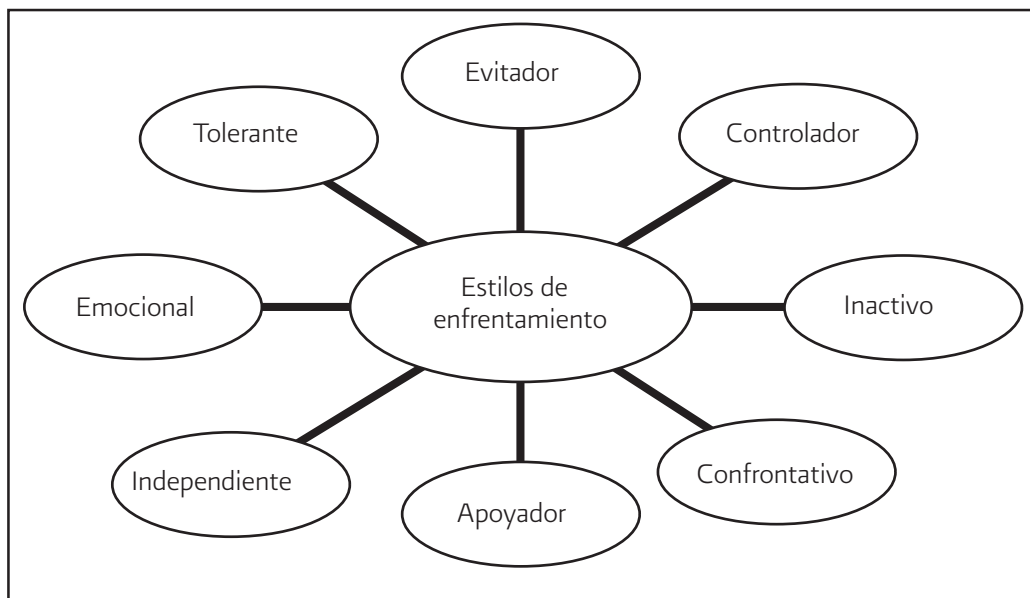 Evitador
Tolerante
Controlador
Emocional
Estilos de
enfrentamiento
Inactivo
Independiente
Apoyador
Confrontativo